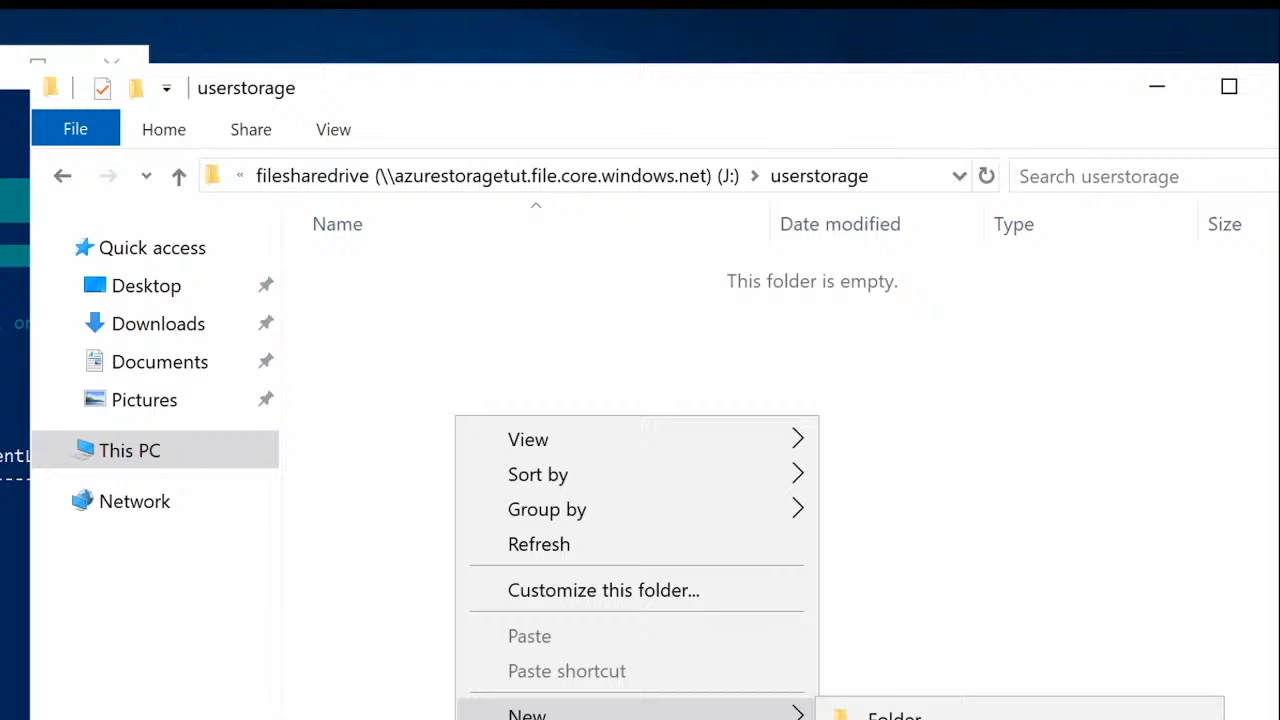 userstorage
File Home Share View
« filesharedrive (\\azurestoragetut.file.core.windows.net) (J:) > userstorage
Search userstorage
Name Date modified Type Size
This folder is empty.
Quick access
Desktop
Downloads
Documents
Pictures
This PC
Network
View
Sort by
Group by
Refresh
Customize this folder...
Paste
Paste shortcut
New
Folder